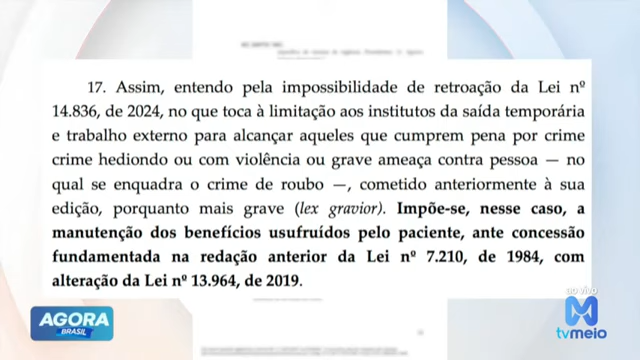 17. Assim, entendo pela impossibilidade de retroação da Lei nº
14.836, de 2024, no que toca à limitação aos institutos da saída temporária
e trabalho externo para alcançar aqueles que cumprem pena por crime
crime hediondo ou com violência ou grave ameaça contra pessoa — no
qual se enquadra o crime de roubo —, cometido anteriormente à sua
edição, porquanto mais grave (lex gravior). Impõe-se, nesse caso, a
manutenção dos benefícios usufruídos pelo paciente, ante concessão
fundamentada na redação anterior da Lei nº 7.210, de 1984, com
alteração da Lei nº 13.964, de 2019.
AO VIVO
AGORA
BRASIL
tvmeio